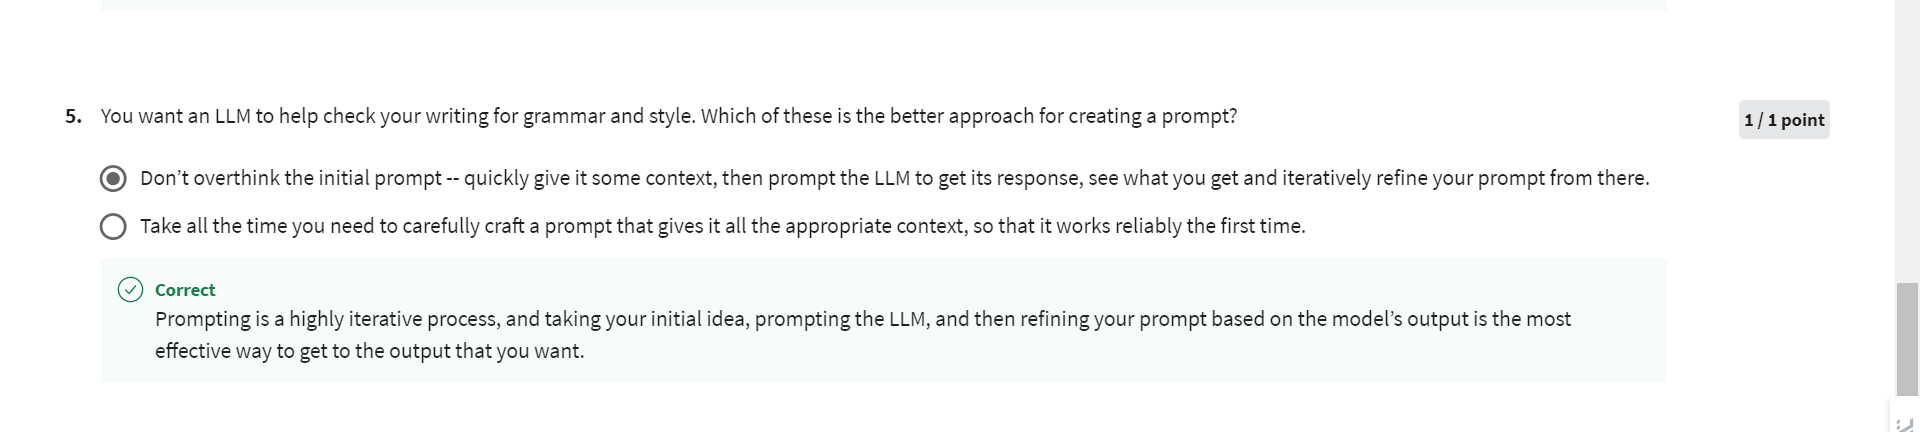 5. You want an LLM to help check your writing for grammar and style. Which of these is the better approach for creating a prompt?
1 / 1 point
Don’t overthink the initial prompt -- quickly give it some context, then prompt the LLM to get its response, see what you get and iteratively refine your prompt from there.
Take all the time you need to carefully craft a prompt that gives it all the appropriate context, so that it works reliably the first time.
Correct
Prompting is a highly iterative process, and taking your initial idea, prompting the LLM, and then refining your prompt based on the model’s output is the most
effective way to get to the output that you want.